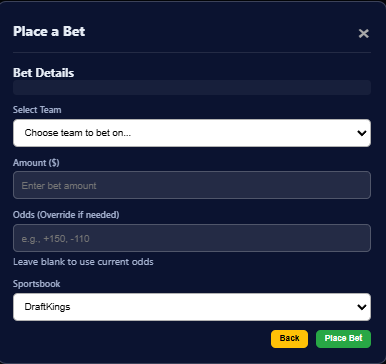 Place a Bet
×
Bet Details
Select Team
Choose team to bet on...
Amount ($)
Enter bet amount
Odds (Override if needed)
e.g., +150, -110
Leave blank to use current odds
Sportsbook
DraftKings
Back Place Bet